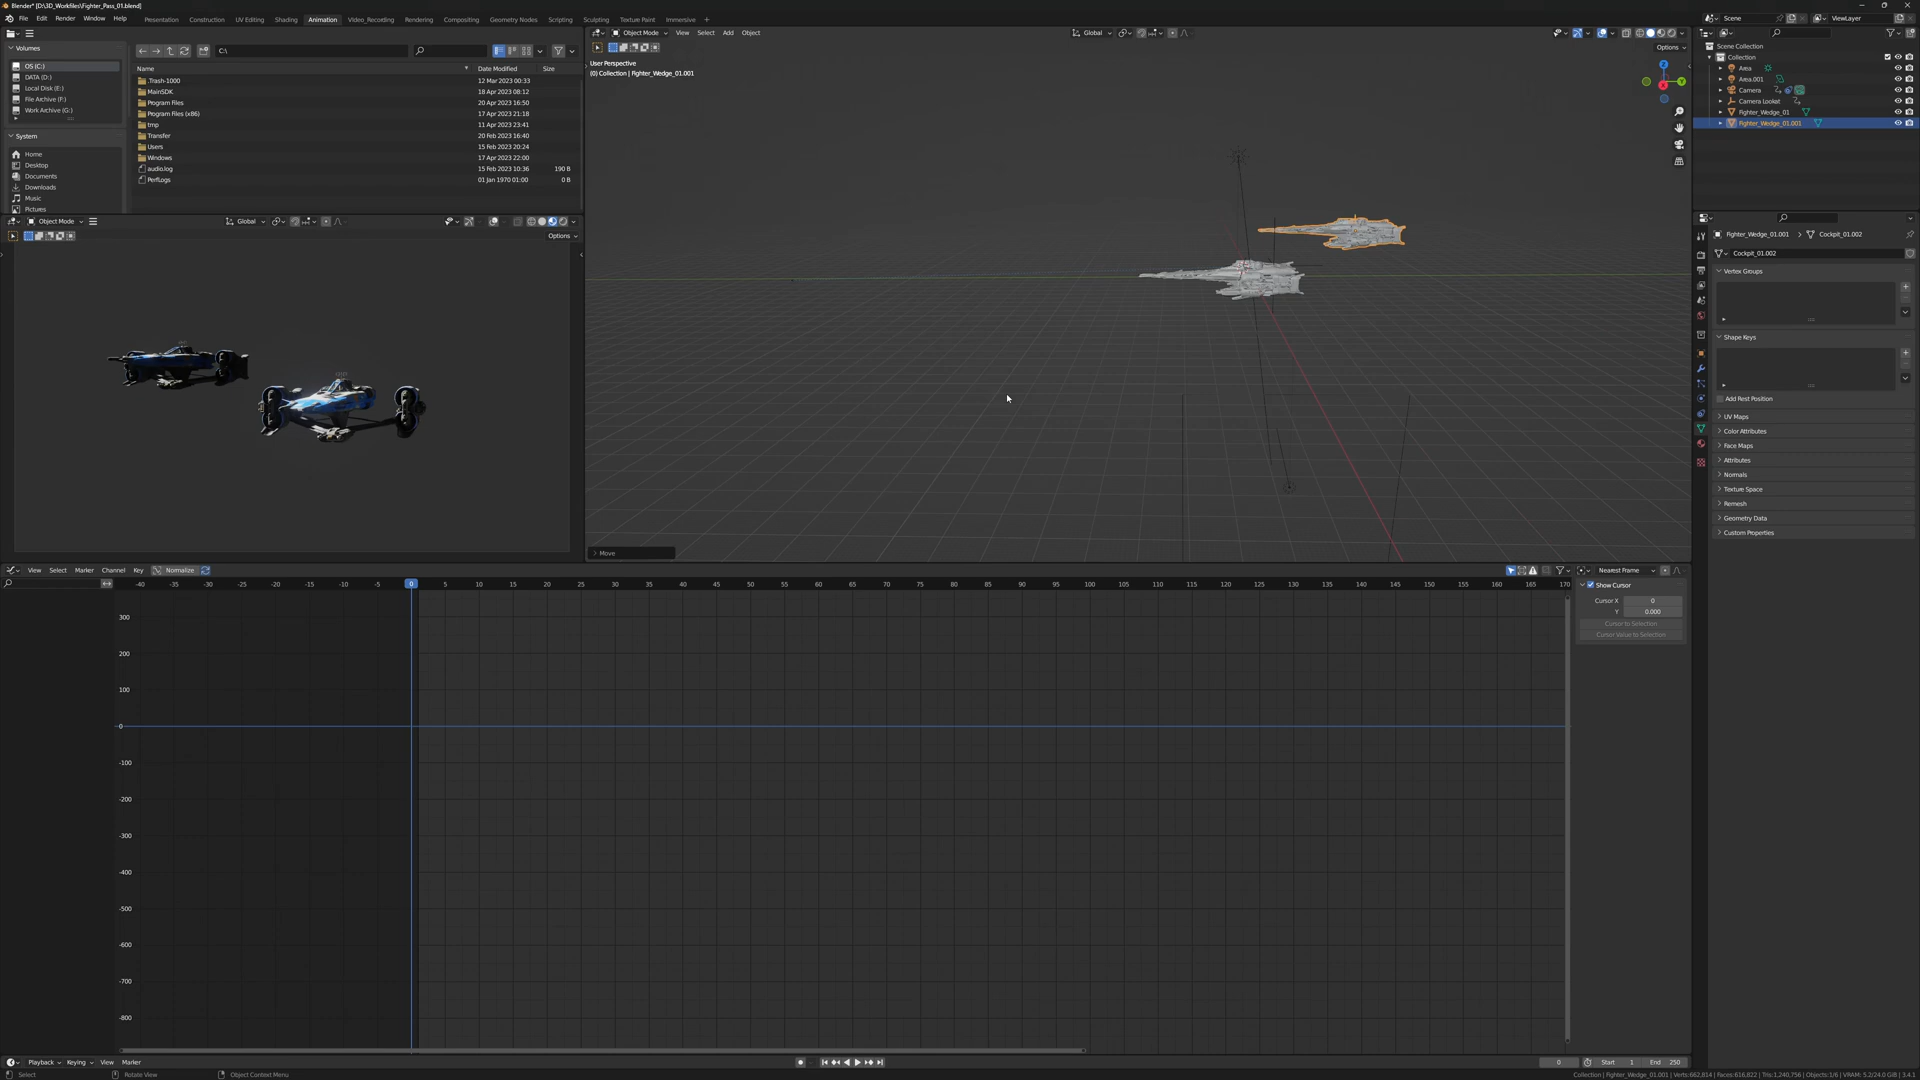 Blender* [D:\3D_Workfiles\Fighter_Pass_01.blend]
File Edit Render Window Help Presentation Construction UV Editing Shading Animation Video_Recording Rendering Compositing Geometry Nodes Scripting Sculpting Texture Paint Immersive + Scene ViewLayer
Volumes
OS (C:)
DATA (D:)
Local Disk (E:)
File Archive (F:)
Work Archive (G:)
System
Home
Desktop
Documents
Downloads
Music
Pictures
C:\
Name Date Modified Size
.Trash-1000 12 Mar 2023 00:33
MainSDK 18 Apr 2023 08:12
Program Files 20 Apr 2023 16:50
Program Files (x86) 17 Apr 2023 21:18
tmp 11 Apr 2023 23:41
Transfer 20 Feb 2023 16:40
Users 15 Feb 2023 20:24
Windows 17 Apr 2023 22:00
audio.log 15 Feb 2023 10:36 190 B
PerfLogs 01 Jan 1970 01:00 0 B
Object Mode View Select Add Object Global
Options
User Perspective
(0) Collection | Fighter_Wedge_01.001
Z
Y
X
Move
Object Mode Global
Options
Scene Collection
Collection
Area
Area.001
Camera
Camera Lookat
Fighter_Wedge_01
Fighter_Wedge_01.001
Fighter_Wedge_01.001 > Cockpit_01.002
Cockpit_01.002
Vertex Groups
Shape Keys
Add Rest Position
UV Maps
Color Attributes
Face Maps
Attributes
Normals
Texture Space
Remesh
Geometry Data
Custom Properties
View Select Marker Channel Key Normalize Nearest Frame
-40 -35 -30 -25 -20 -15 -10 -5 0 5 10 15 20 25 30 35 40 45 50 55 60 65 70 75 80 85 90 95 100 105 110 115 120 125 130 135 140 145 150 155 160 165 170
300
200
100
0
-100
-200
-300
-400
-500
-600
-700
-800
Show Cursor
Cursor X 0
Y 0.000
Cursor to Selection
Cursor Value to Selection
Playback Keying View Marker 0 Start 1 End 250
Select Rotate View Object Context Menu Collection | Fighter_Wedge_01.001 | Verts:662,814 | Faces:616,822 | Tris:1,240,756 | Objects:1/6 | VRAM: 5.2/24.0 GiB | 3.4.1